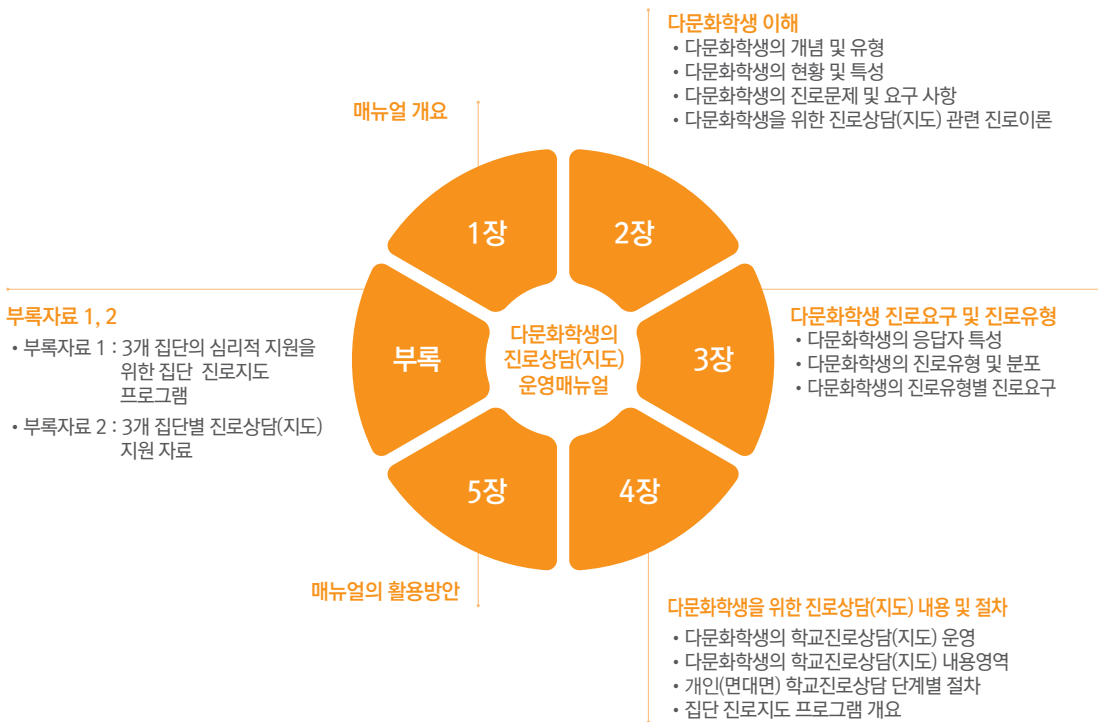 다문화학생 이해
• 다문화학생의 개념 및 유형
• 다문화학생의 현황 및 특성
• 다문화학생의 진로문제 및 요구 사항
• 다문화학생을 위한 진로상담(지도) 관련 진로이론
매뉴얼 개요
1장
2장
부록자료 1, 2
• 부록자료 1 : 3개 집단의 심리적 지원을
위한 집단 진로지도
프로그램
• 부록자료 2 : 3개 집단별 진로상담(지도)
지원 자료
부록
다문화학생의
진로상담(지도)
운영매뉴얼
3장
다문화학생 진로요구 및 진로유형
• 다문화학생의 응답자 특성
• 다문화학생의 진로유형 및 분포
• 다문화학생의 진로유형별 진로요구
5장
4장
매뉴얼의 활용방안
다문화학생을 위한 진로상담(지도) 내용 및 절차
• 다문화학생의 학교진로상담(지도) 운영
• 다문화학생의 학교진로상담(지도) 내용영역
• 개인(면대면) 학교진로상담 단계별 절차
• 집단 진로지도 프로그램 개요